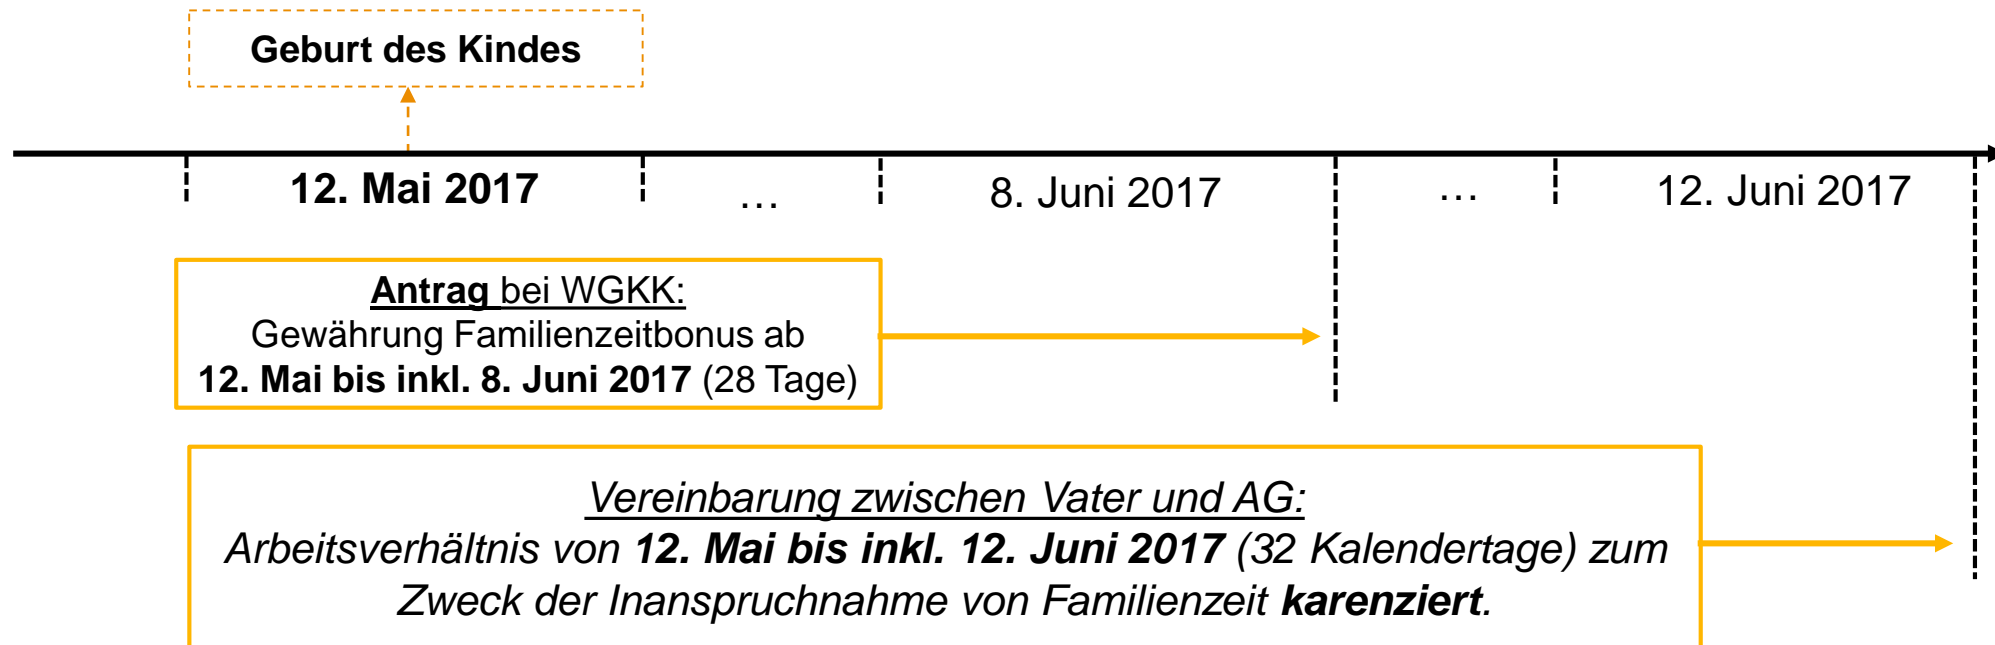 Geburt des Kindes
12. Mai 2017 … 8. Juni 2017 … 12. Juni 2017
Antrag bei WGKK:
Gewährung Familienzeitbonus ab
12. Mai bis inkl. 8. Juni 2017 (28 Tage)
Vereinbarung zwischen Vater und AG:
Arbeitsverhältnis von 12. Mai bis inkl. 12. Juni 2017 (32 Kalendertage) zum
Zweck der Inanspruchnahme von Familienzeit karenziert.